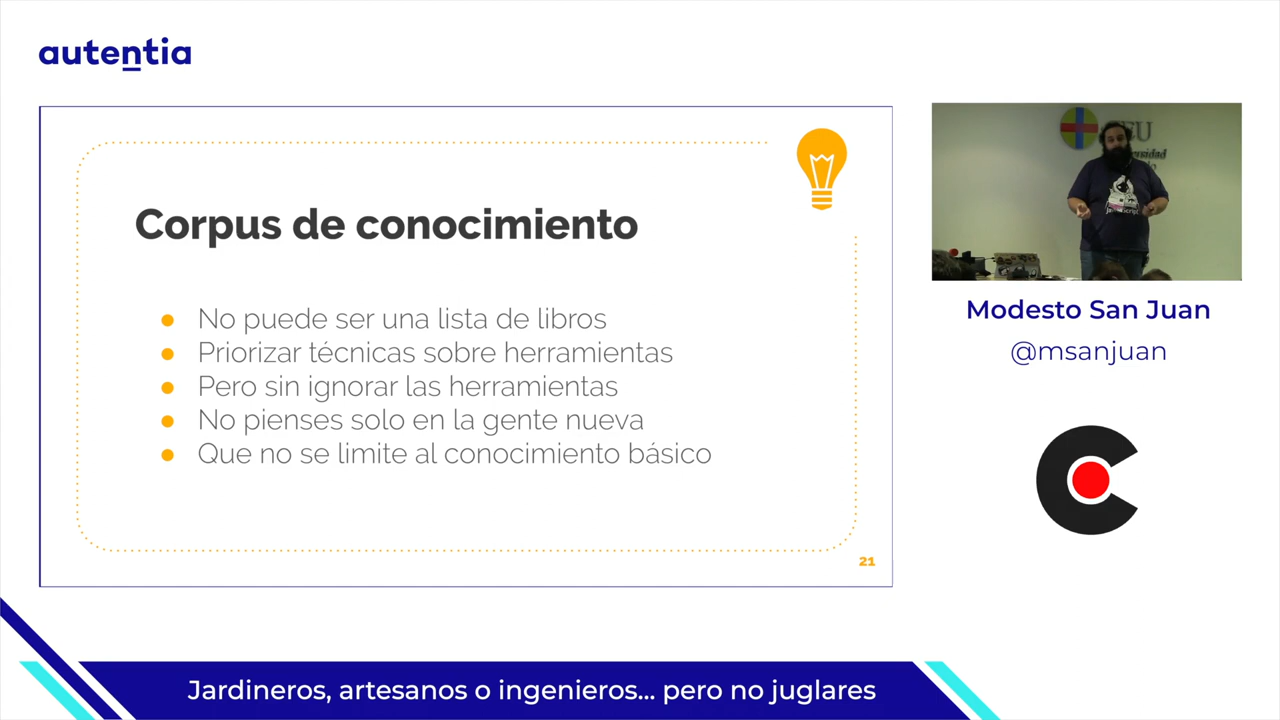 autentia
Corpus de conocimiento
No puede ser una lista de libros
Priorizar técnicas sobre herramientas
Pero sin ignorar las herramientas
No pienses solo en la gente nueva
Que no se limite al conocimiento básico
21
Modesto San Juan
@msanjuan
Jardineros, artesanos o ingenieros... pero no juglares